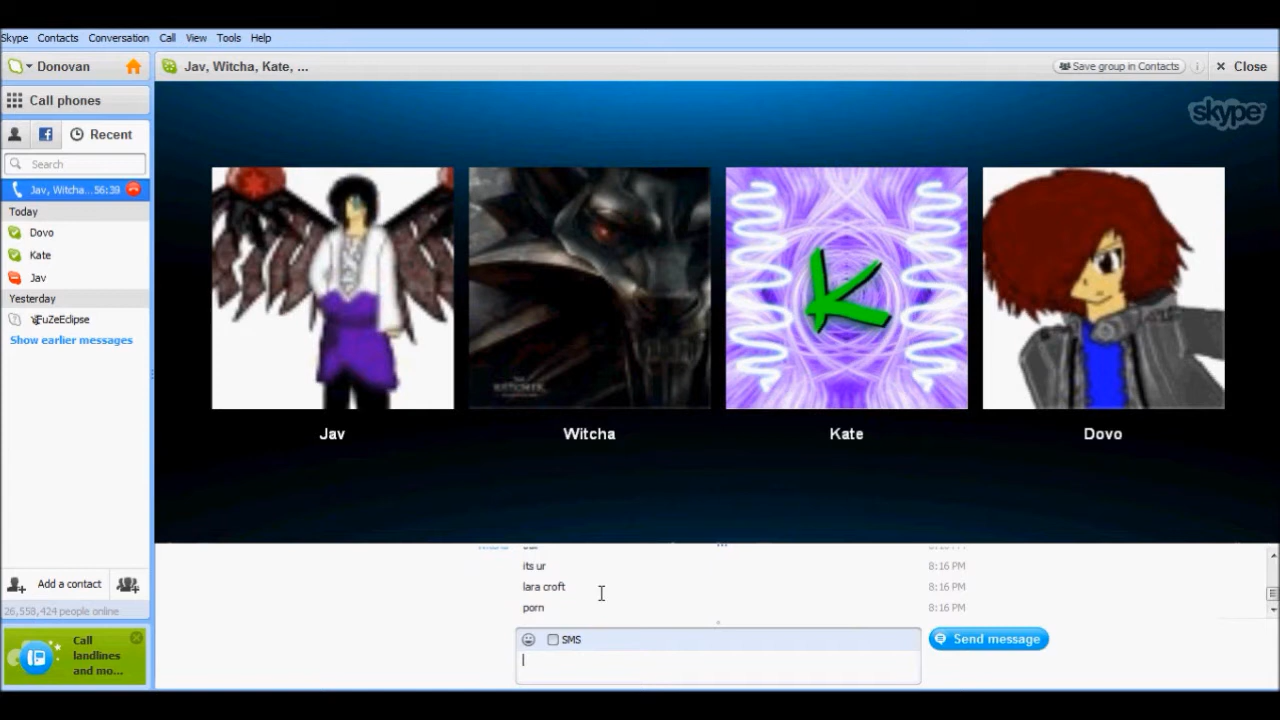 Skype Contacts Conversation Call View Tools Help
Donovan
Jav, Witcha, Kate, ...
Save group in Contacts
Close
Call phones
skype
Recent
Search
Jav, Witcha... 56:39
Today
Dovo
Kate
Jav
Yesterday
FuZeEclipse
Show earlier messages
THE WITCHER
K
Jav
Witcha
Kate
Dovo
its ur 8:16 PM
lara croft 8:16 PM
porn 8:16 PM
Add a contact
26,558,424 people online
SMS
Send message
Call
landlines
and mo...